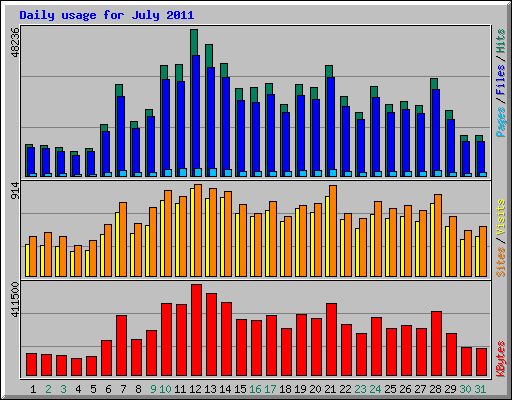 Daily usage for July 2011
48236
Pages / Files / Hits
914
Sites / Visits
411500
KBytes
1 2 3 4 5 6 7 8 9 10 11 12 13 14 15 16 17 18 19 20 21 22 23 24 25 26 27 28 29 30 31